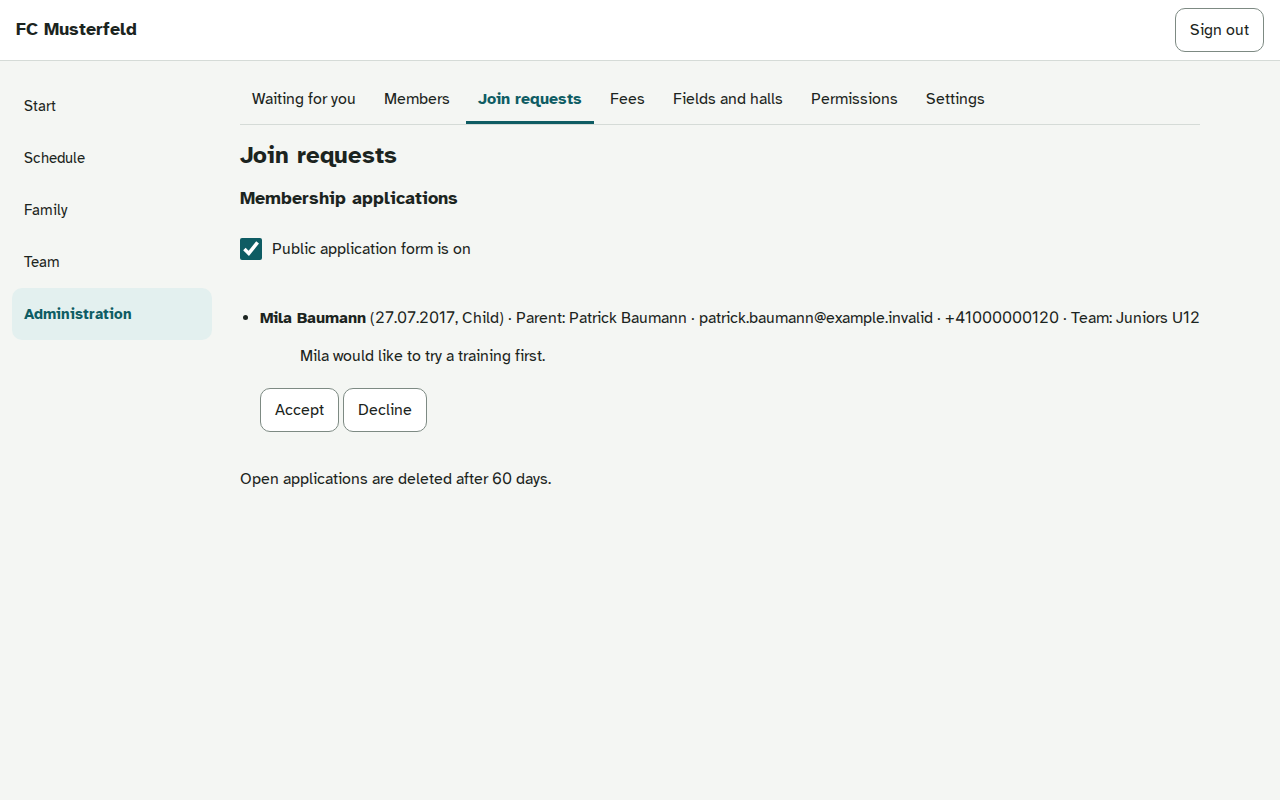 FC Musterfeld
Sign out
Start
Schedule
Family
Team
Administration
Waiting for you
Members
Join requests
Fees
Fields and halls
Permissions
Settings
Join requests
Membership applications
Public application form is on
Mila Baumann (27.07.2017, Child) · Parent: Patrick Baumann · patrick.baumann@example.invalid · +41000000120 · Team: Juniors U12
Mila would like to try a training first.
Accept
Decline
Open applications are deleted after 60 days.